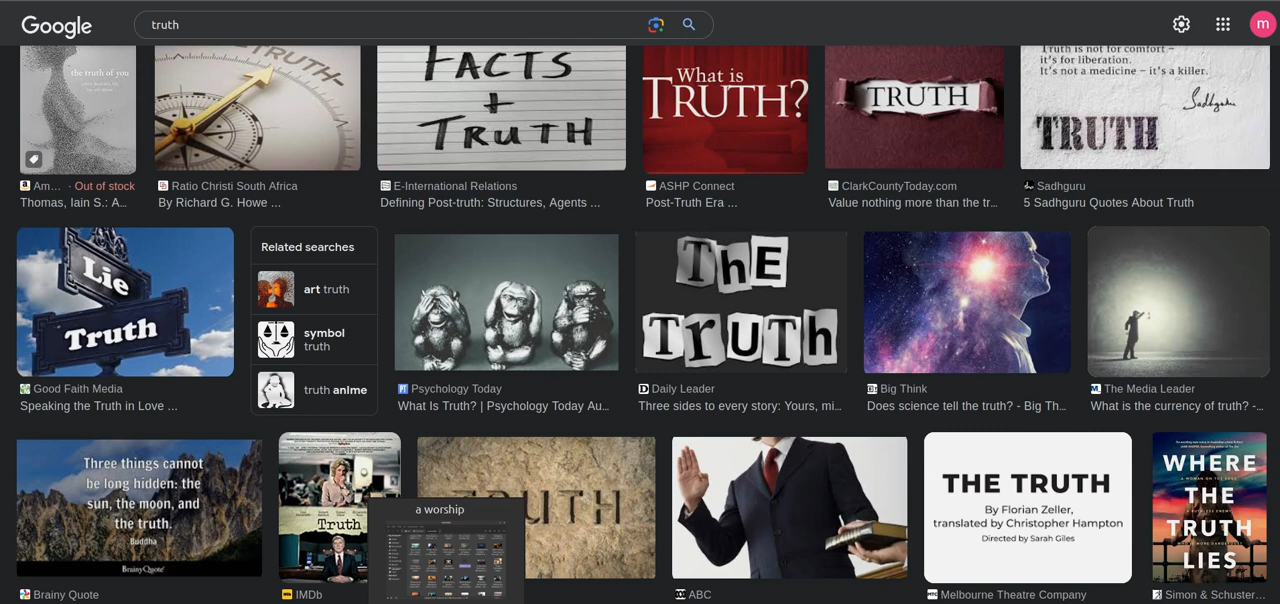 Google
truth
m
the truth of you
TRUTH
FACTS
+
TRUTH
What is
TRUTH?
TRUTH
Truth is not for comfort –
it's for liberation.
It's not a medicine – it's a killer.
Sadhguru
TRUTH
Am... · Out of stock
Thomas, Iain S.: A...
Ratio Christi South Africa
By Richard G. Howe ...
E-International Relations
Defining Post-truth: Structures, Agents ...
ASHP Connect
Post-Truth Era ...
ClarkCountyToday.com
Value nothing more than the tr...
Sadhguru
5 Sadhguru Quotes About Truth
Lie
Truth
Related searches
art truth
symbol
truth
truth anime
The
Truth
Good Faith Media
Speaking the Truth in Love ...
Psychology Today
What Is Truth? | Psychology Today Au...
Daily Leader
Three sides to every story: Yours, mi...
Big Think
Does science tell the truth? - Big Th...
The Media Leader
What is the currency of truth? -...
Three things cannot
be long hidden: the
sun, the moon, and
the truth.
Buddha
BrainyQuote
Truth
a worship
UTH
THE TRUTH
By Florian Zeller,
translated by Christopher Hampton
Directed by Sarah Giles
WHERE
THE
TRUTH
LIES
Brainy Quote
IMDb
ABC
Melbourne Theatre Company
Simon & Schuster...